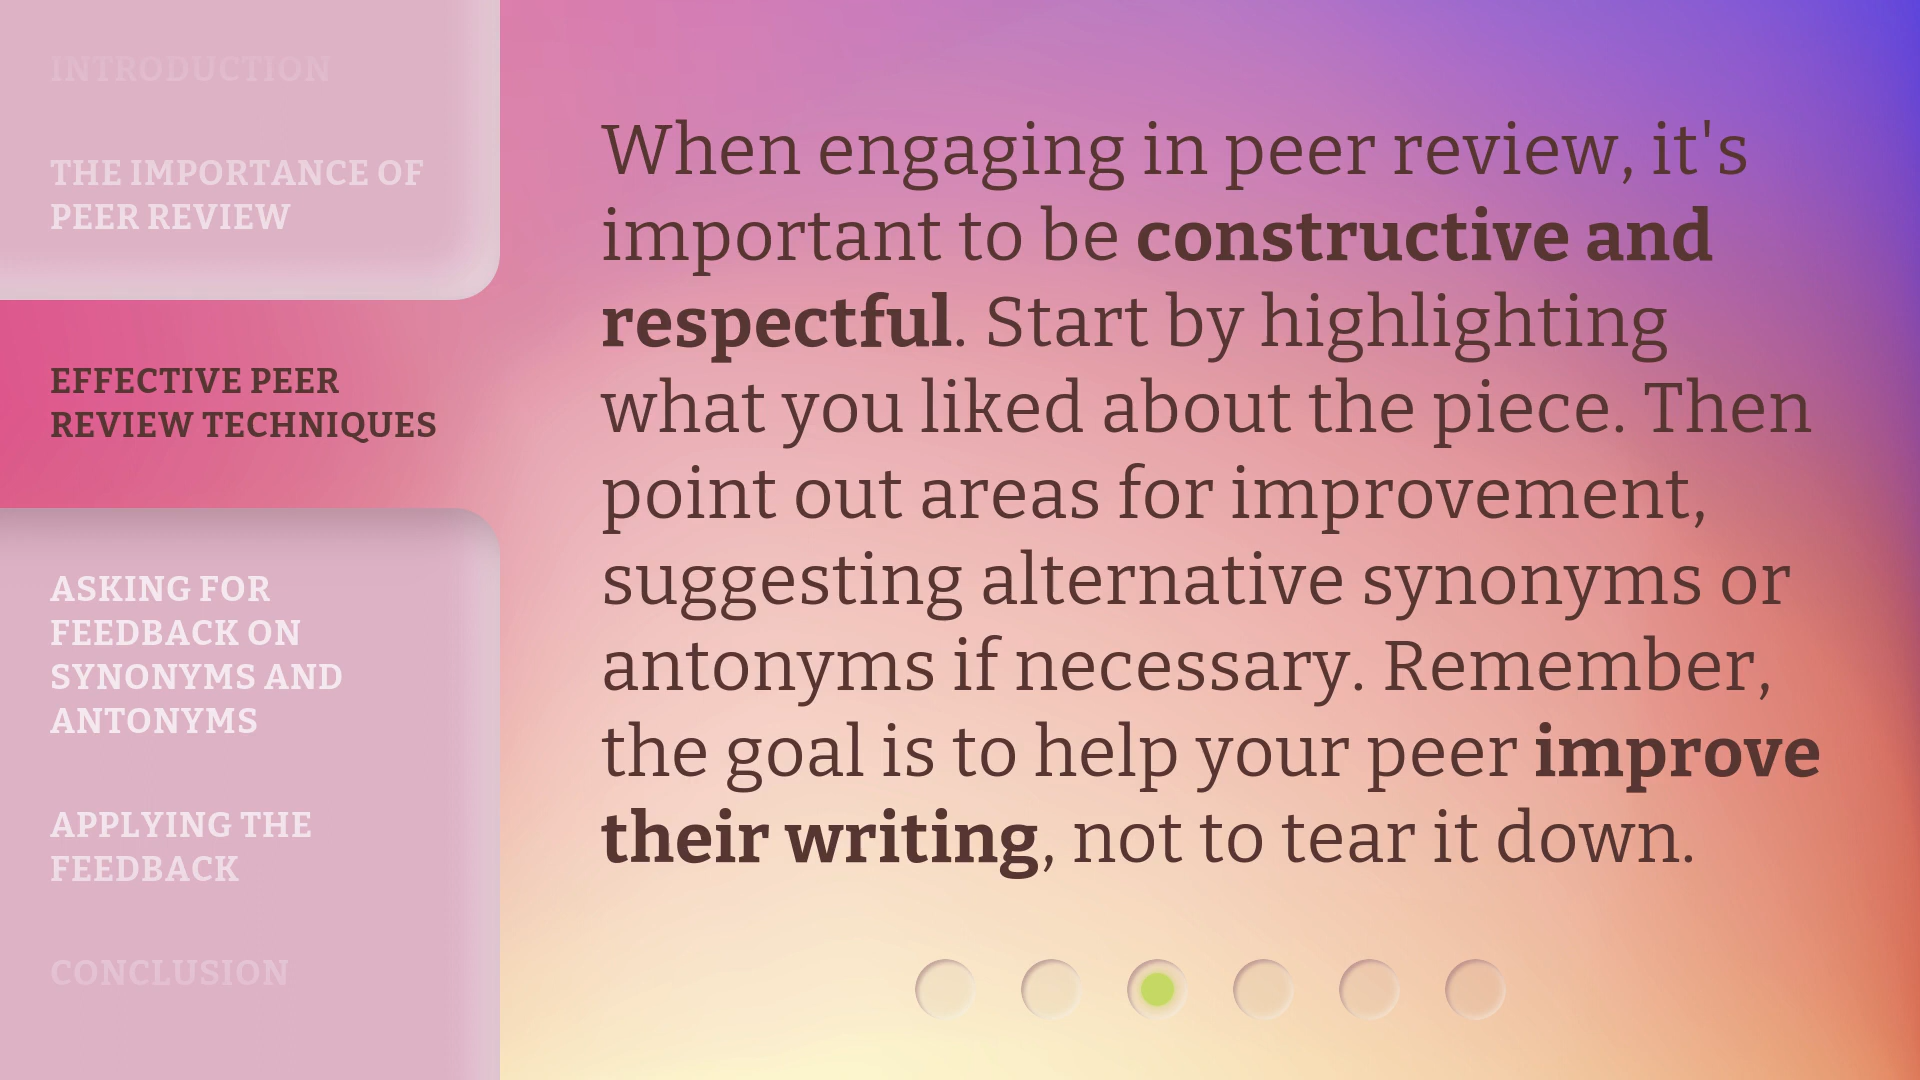 INTRODUCTION
THE IMPORTANCE OF
PEER REVIEW
EFFECTIVE PEER
REVIEW TECHNIQUES
ASKING FOR
FEEDBACK ON
SYNONYMS AND
ANTONYMS
APPLYING THE
FEEDBACK
CONCLUSION
When engaging in peer review, it's
important to be constructive and
respectful. Start by highlighting
what you liked about the piece. Then
point out areas for improvement,
suggesting alternative synonyms or
antonyms if necessary. Remember,
the goal is to help your peer improve
their writing, not to tear it down.